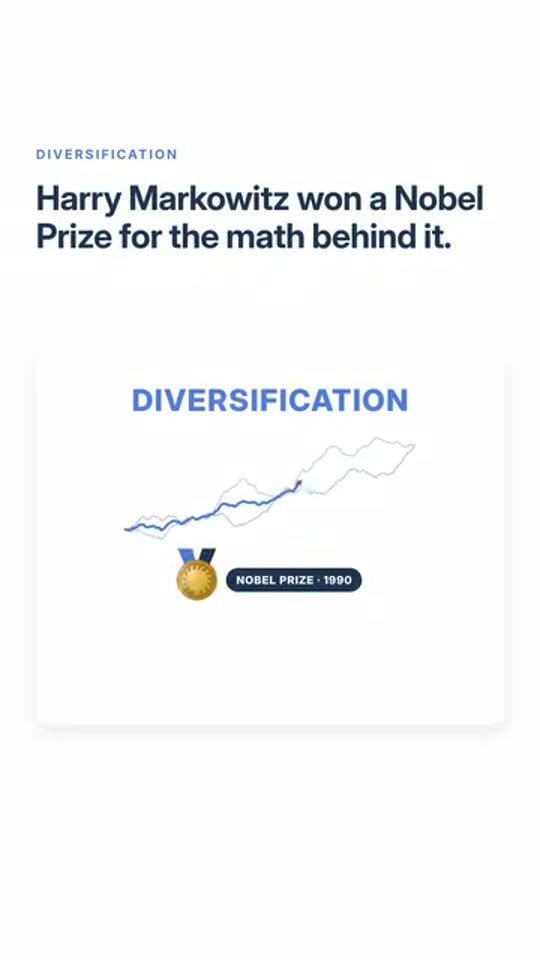 DIVERSIFICATION
Harry Markowitz won a Nobel
Prize for the math behind it.
DIVERSIFICATION
NOBEL PRIZE · 1990